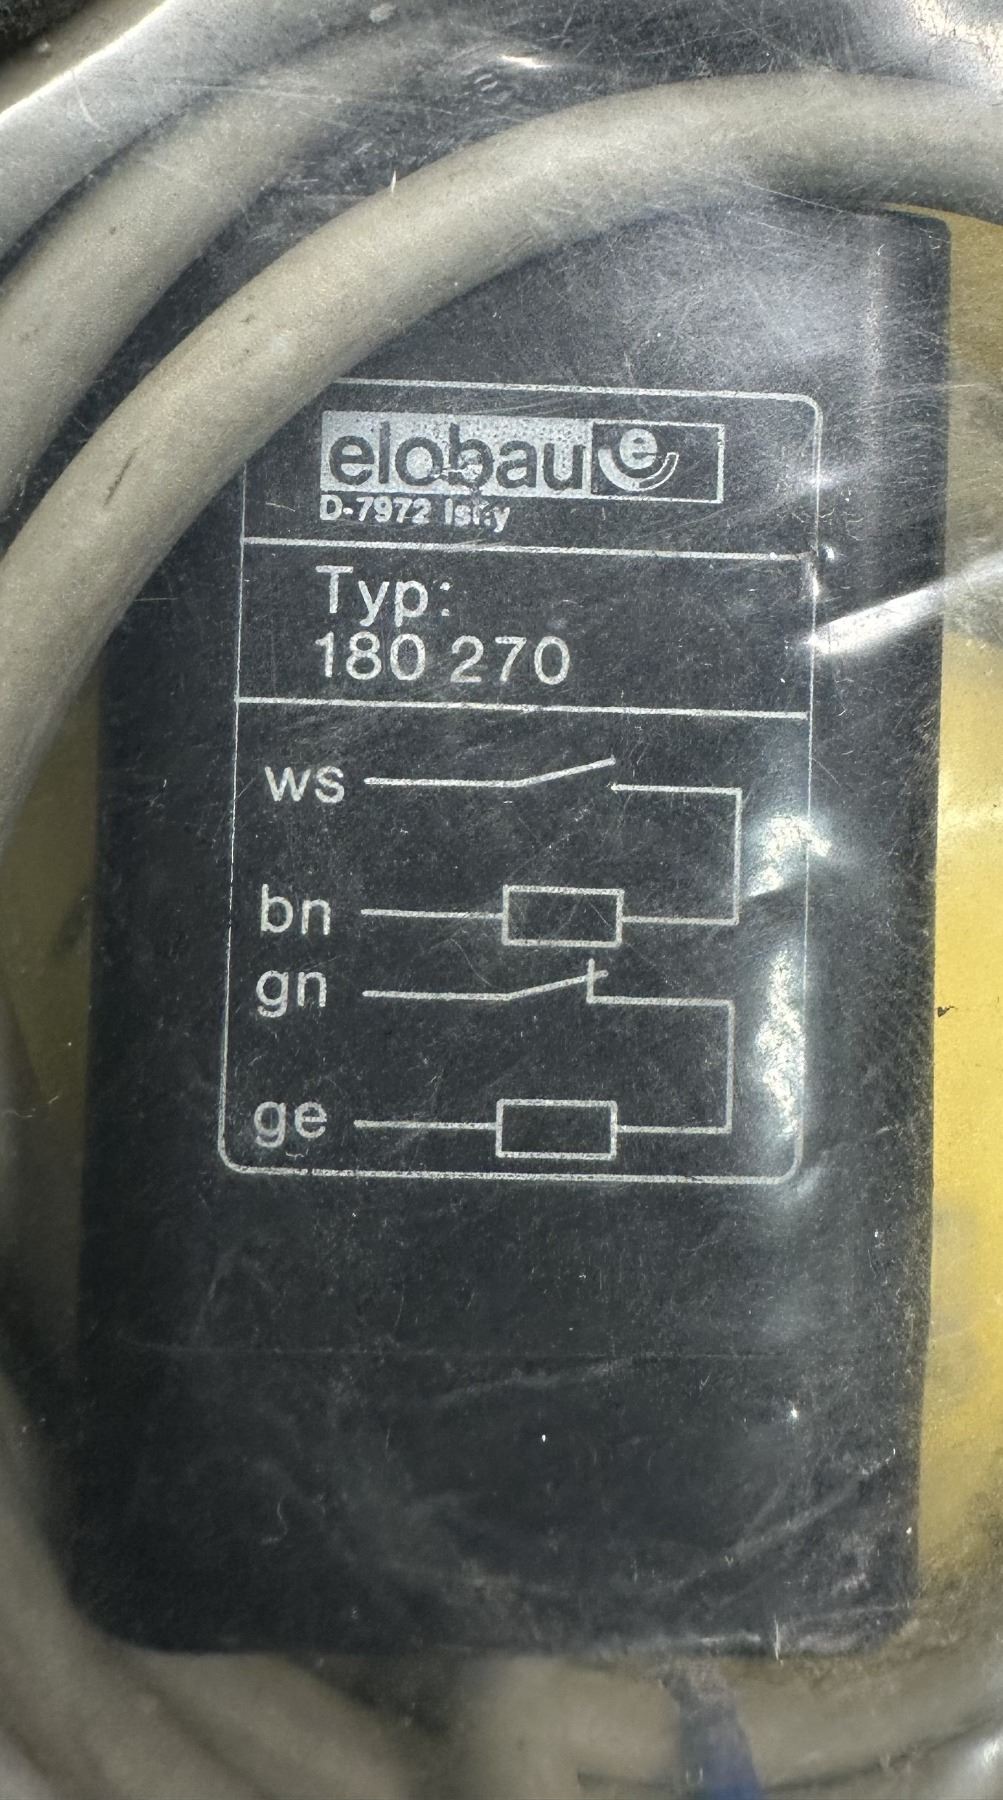 elobau e
D-7972 Isny
Typ:
180 270
ws
bn
gn
ge